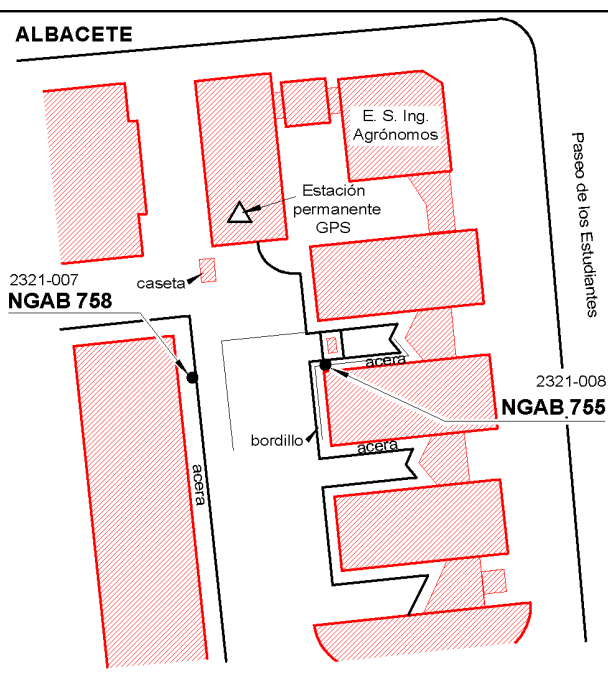 ALBACETE
E. S. Ing.
Agrónomos
Paseo de los Estudiantes
Estación
permanente
GPS
caseta
2321-007
NGAB 758
acera
2321-008
NGAB 755
bordillo
acera
acera